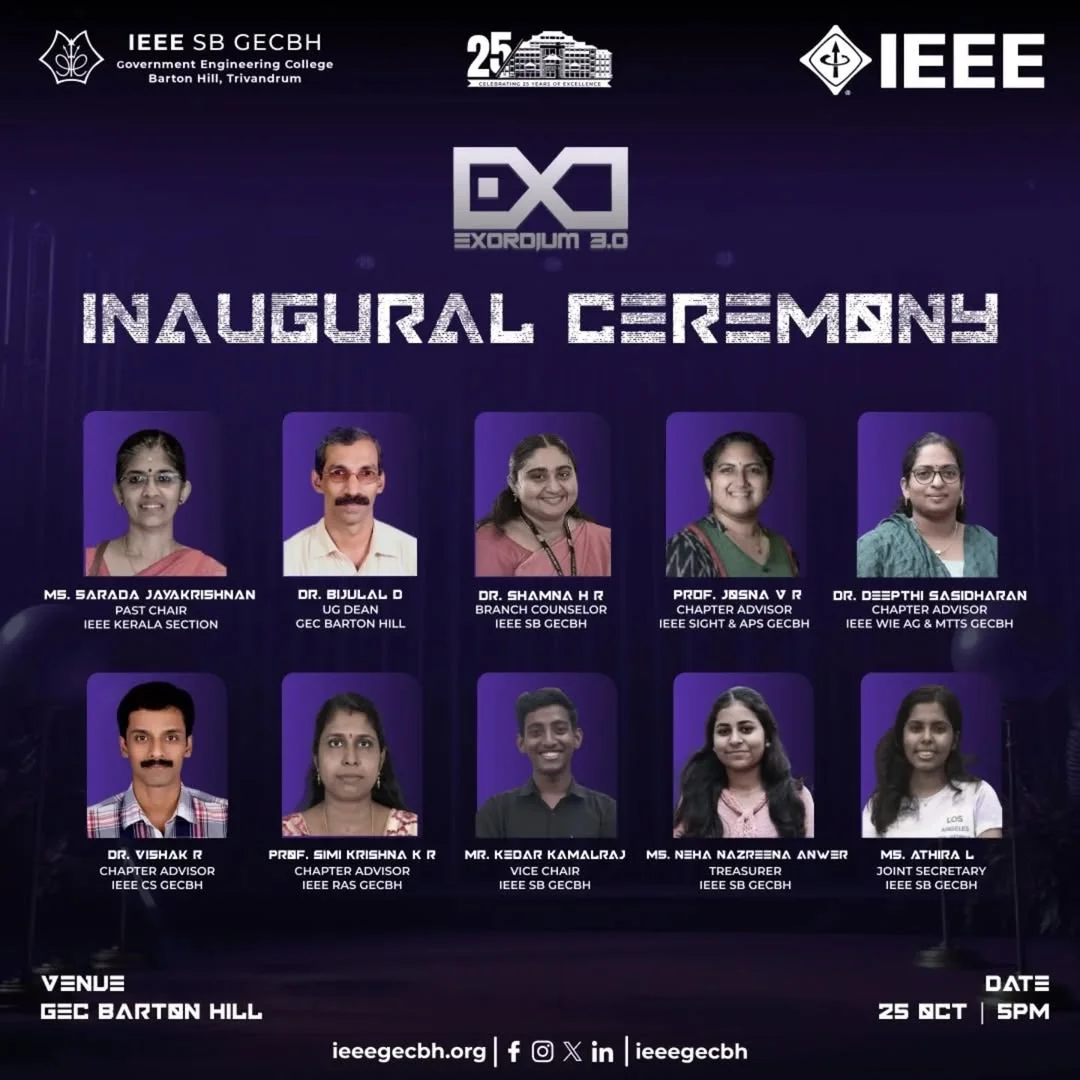 IEEE SB GECBH
Government Engineering College
Barton Hill, Trivandrum
25
CELEBRATING 25 YEARS OF EXCELLENCE
IEEE
EXO
EXORDIUM 3.0
INAUGURAL CEREMONY
MS. SARADA JAYAKRISHNAN
PAST CHAIR
IEEE KERALA SECTION
DR. BIJULAL D
UG DEAN
GEC BARTON HILL
DR. SHAMNA H R
BRANCH COUNSELOR
IEEE SB GECBH
PROF. JOSNA V R
CHAPTER ADVISOR
IEEE SIGHT & APS GECBH
DR. DEEPTHI SASIDHARAN
CHAPTER ADVISOR
IEEE WIE AG & MTTS GECBH
DR. VISHAK R
CHAPTER ADVISOR
IEEE CS GECBH
PROF. SIMI KRISHNA K R
CHAPTER ADVISOR
IEEE RAS GECBH
MR. KEDAR KAMALRAJ
VICE CHAIR
IEEE SB GECBH
MS. NEHA NAZREENA ANWER
TREASURER
IEEE SB GECBH
LOS
ANGELES
MS. ATHIRA L
JOINT SECRETARY
IEEE SB GECBH
VENUE
GEC BARTON HILL
DATE
25 OCT | 5PM
ieeegecbh.org | ieeegecbh